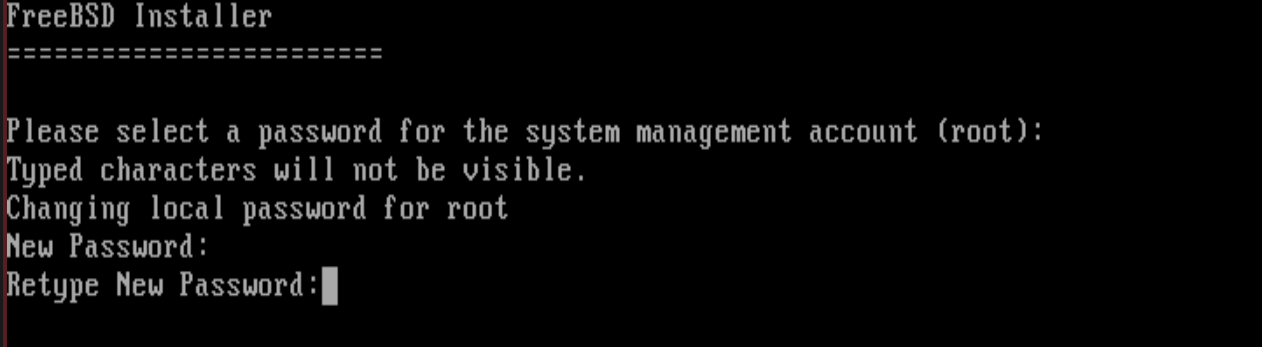 FreeBSD Installer
========================
Please select a password for the system management account (root):
Typed characters will not be visible.
Changing local password for root
New Password:
Retype New Password: